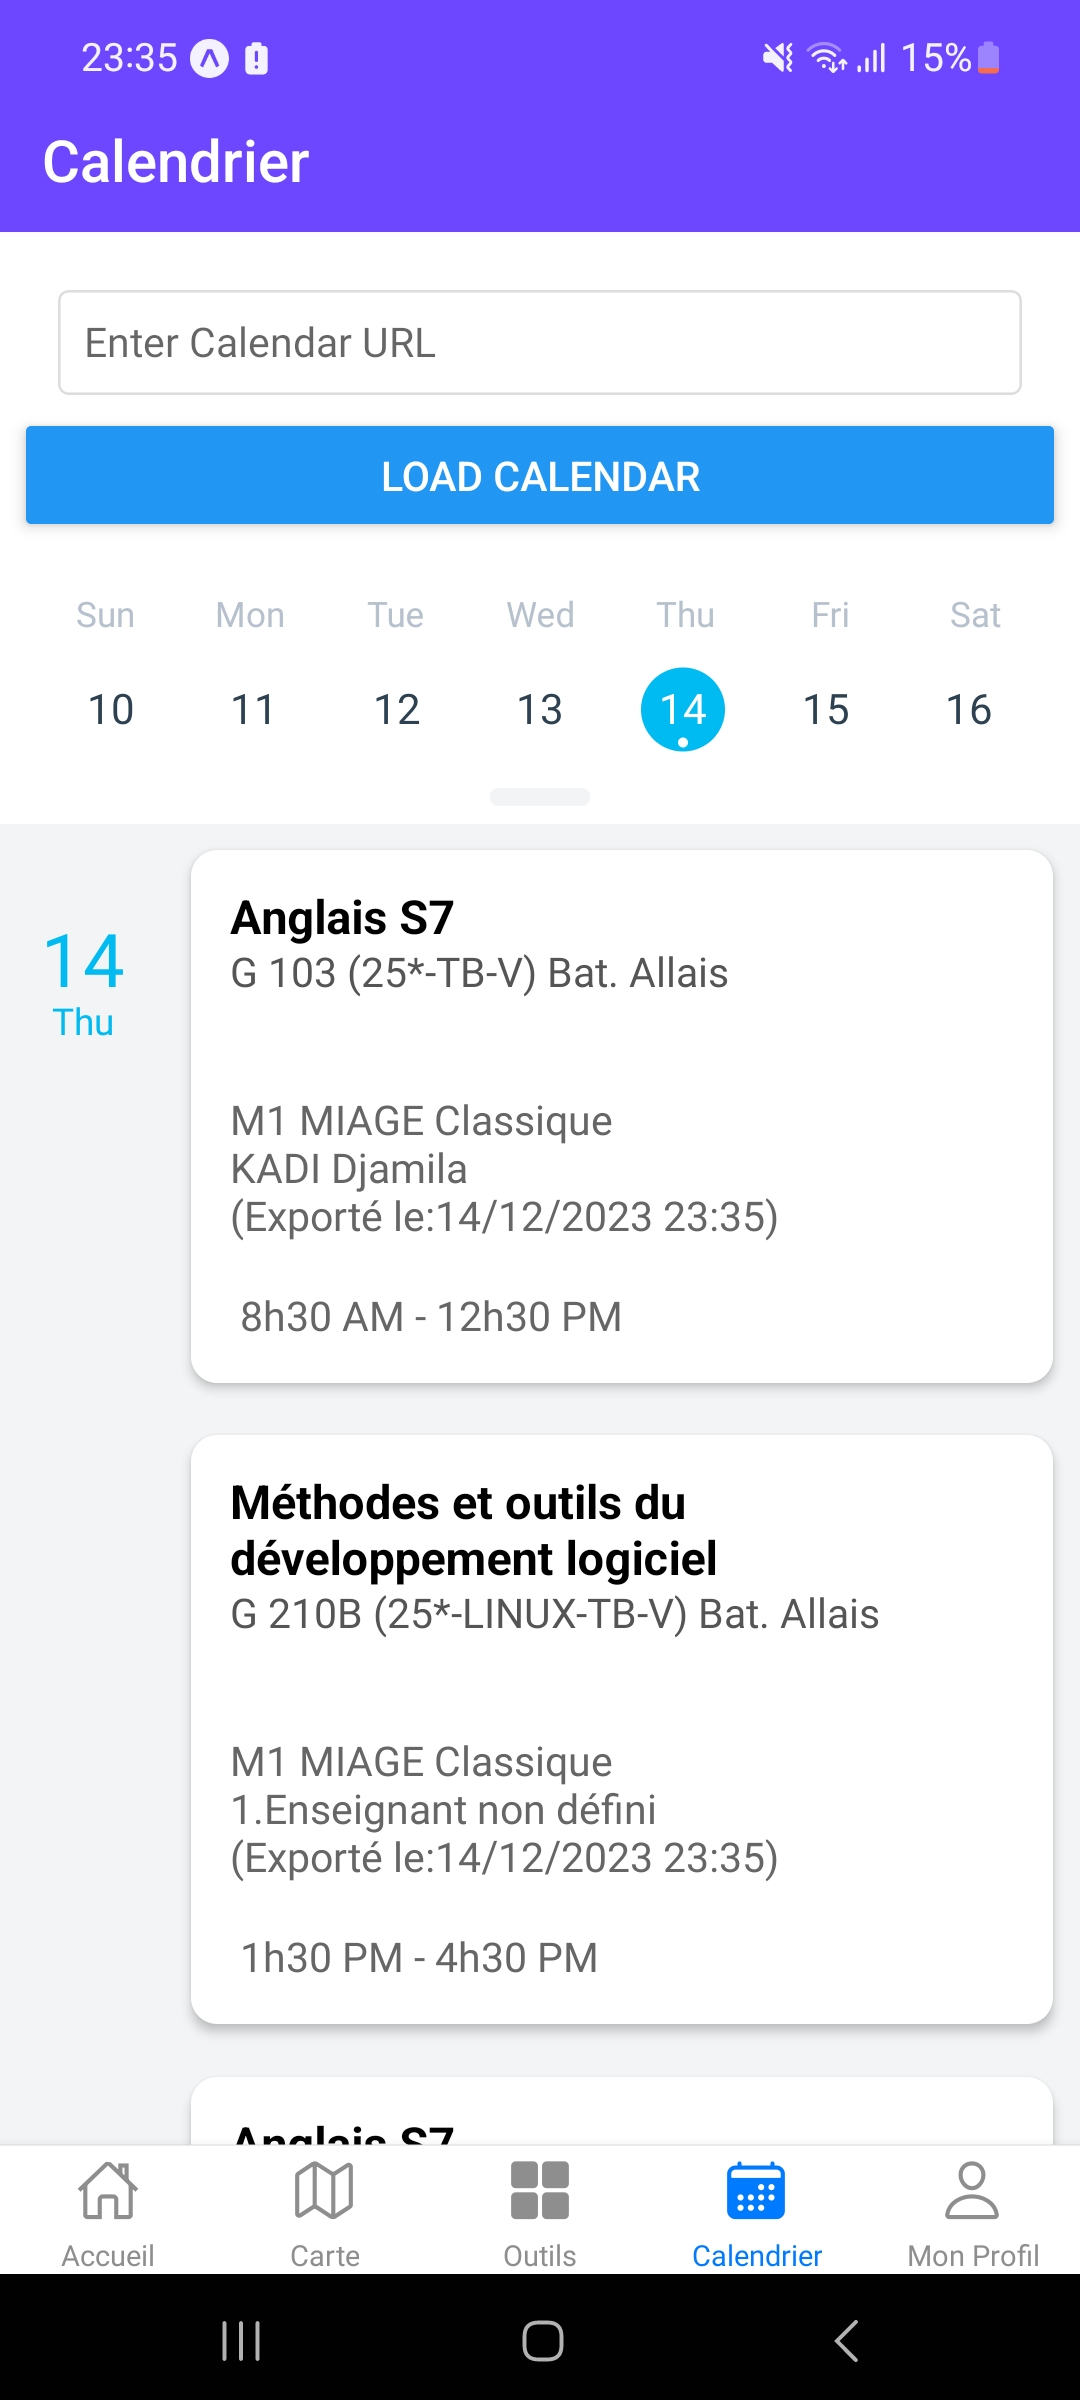 23:35 15%
Calendrier
Enter Calendar URL
LOAD CALENDAR
Sun Mon Tue Wed Thu Fri Sat
10 11 12 13 14 15 16
14
Thu
Anglais S7
G 103 (25*-TB-V) Bat. Allais
M1 MIAGE Classique
KADI Djamila
(Exporté le:14/12/2023 23:35)
8h30 AM - 12h30 PM
Méthodes et outils du
développement logiciel
G 210B (25*-LINUX-TB-V) Bat. Allais
M1 MIAGE Classique
1.Enseignant non défini
(Exporté le:14/12/2023 23:35)
1h30 PM - 4h30 PM
Anglais S7
Accueil Carte Outils Calendrier Mon Profil